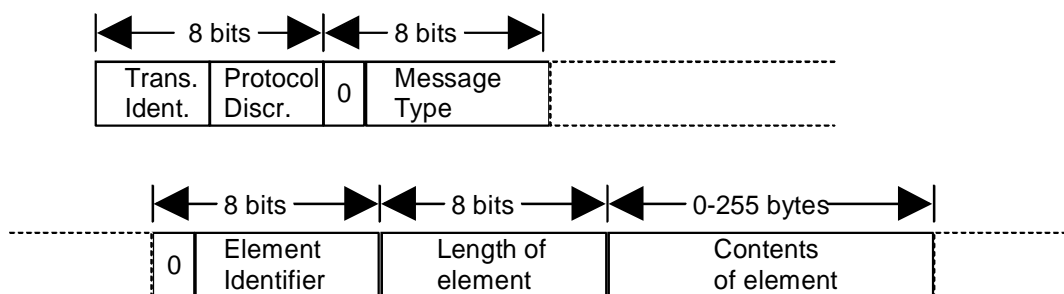 8 bits 8 bits
Trans. Protocol 0 Message
Ident. Discr. Type
8 bits 8 bits 0-255 bytes
0 Element Length of Contents
Identifier element of element